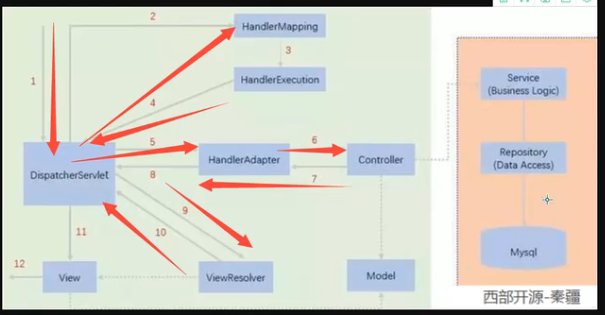 2
HandlerMapping
1
3
HandlerExecution
4
5
6
Service
(Business Logic)
DispatcherServlet
HandlerAdapter
Controller
8
7
Repository
(Data Access)
9
10
11
12
View
ViewResolver
Model
Mysql
西部开源-秦疆